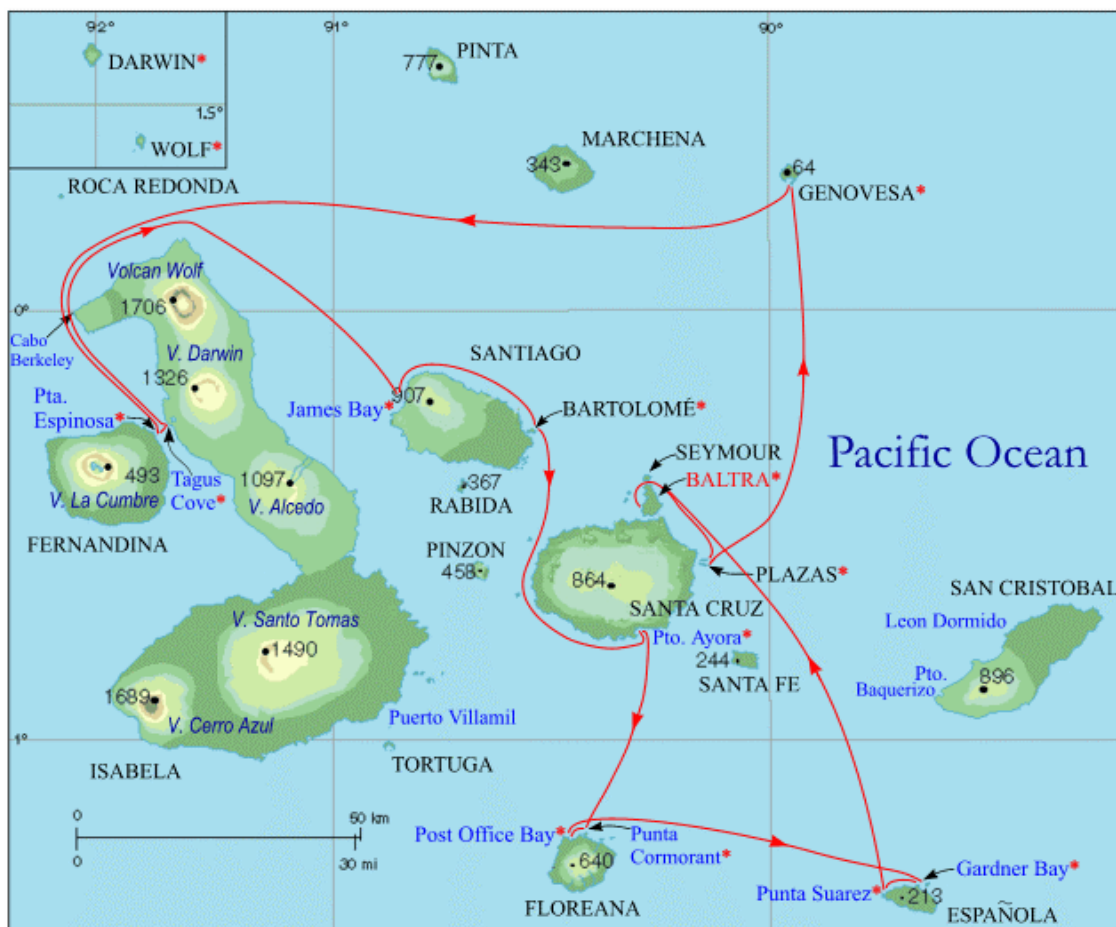 92°
91°
90°
DARWIN*
1.5°
WOLF*
ROCA REDONDA
777
PINTA
MARCHENA
343
64
GENOVESA*
Volcan Wolf
1706
0°
Cabo
Berkeley
V. Darwin
1326
SANTIAGO
907
James Bay*
BARTOLOMÉ*
Pta.
Espinosa*
493
V. La Cumbre
Tagus
Cove*
FERNANDINA
1097
V. Alcedo
367
RABIDA
SEYMOUR
BALTRA*
Pacific Ocean
PINZON
458
864
PLAZAS*
SANTA CRUZ
Pto. Ayora*
244
SANTA FE
SAN CRISTOBAL
Leon Dormido
Pto.
Baquerizo
896
V. Santo Tomas
1490
1689
V. Cerro Azul
Puerto Villamil
1°
ISABELA
TORTUGA
0
50 km
0
30 mi
Post Office Bay*
Punta
Cormorant*
640
FLOREANA
Gardner Bay*
Punta Suarez*
213
ESPAÑOLA